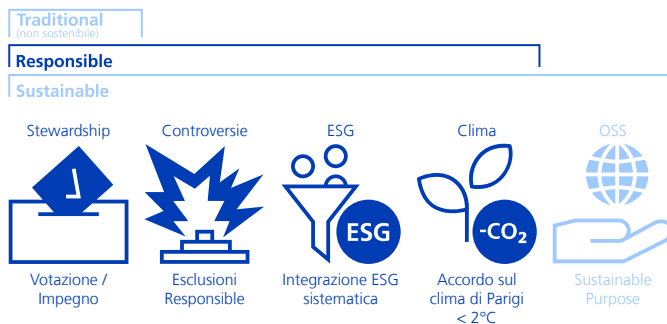 Traditional
(non sostenibile)
Responsible
Sustainable
Stewardship
Controversie
ESG
Clima
OSS
ESG
-CO₂
Votazione /
Impegno
Esclusioni
Responsible
Integrazione ESG
sistematica
Accordo sul
clima di Parigi
< 2°C
Sustainable
Purpose